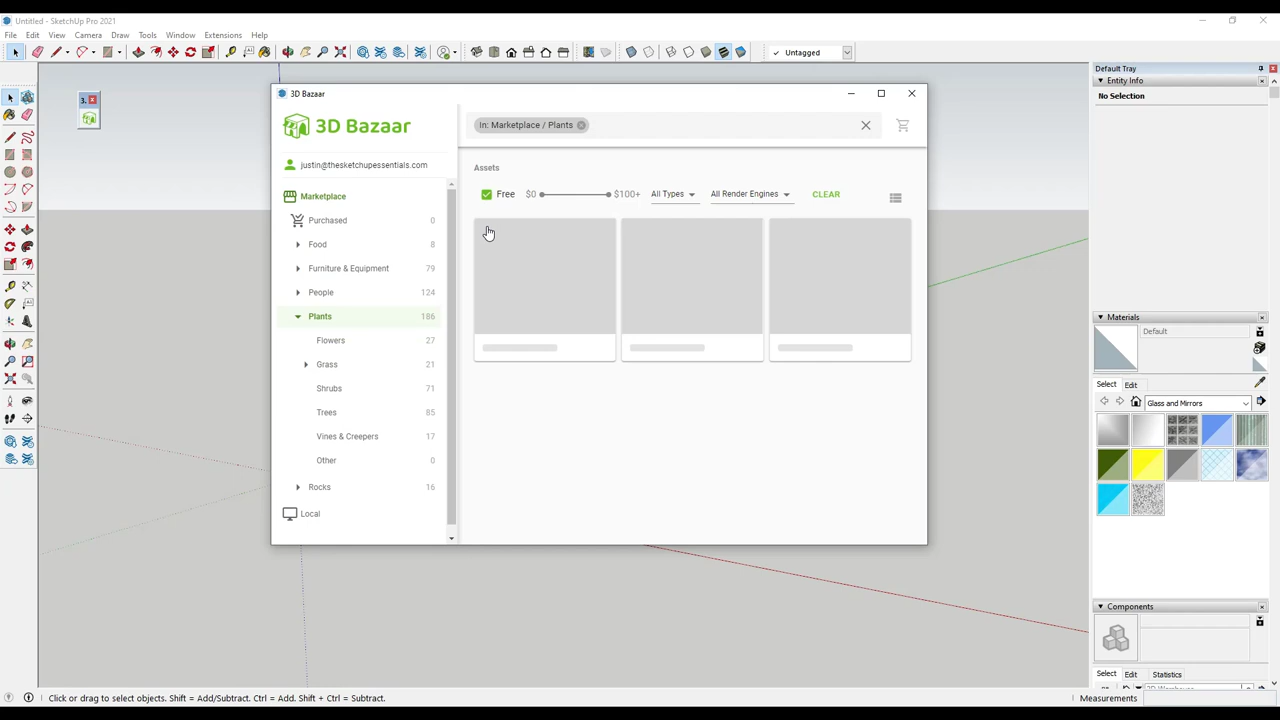 Untitled - SketchUp Pro 2021
File Edit View Camera Draw Tools Window Extensions Help
Untagged
Default Tray
Entity Info
No Selection
3.
3D Bazaar
3D Bazaar
In: Marketplace / Plants
justin@thesketchupessentials.com
Assets
Free $0 $100+ All Types All Render Engines CLEAR
Marketplace
Purchased 0
Food 8
Furniture & Equipment 79
People 124
Plants 186
Flowers 27
Grass 21
Shrubs 71
Trees 85
Vines & Creepers 17
Other 0
Rocks 16
Local
Materials
Default
Select Edit
Glass and Mirrors
Components
Select Edit Statistics
Click or drag to select objects. Shift = Add/Subtract. Ctrl = Add. Shift + Ctrl = Subtract.
Measurements